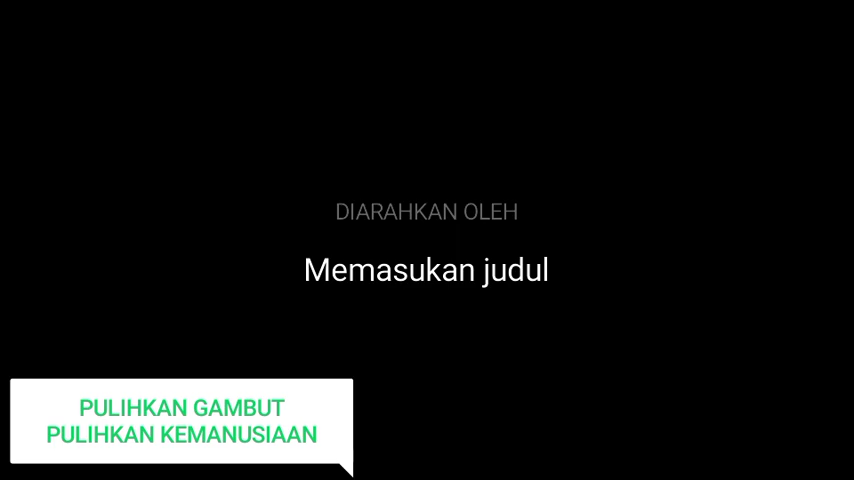 DIARAHKAN OLEH
Memasukan judul
PULIHKAN GAMBUT
PULIHKAN KEMANUSIAAN